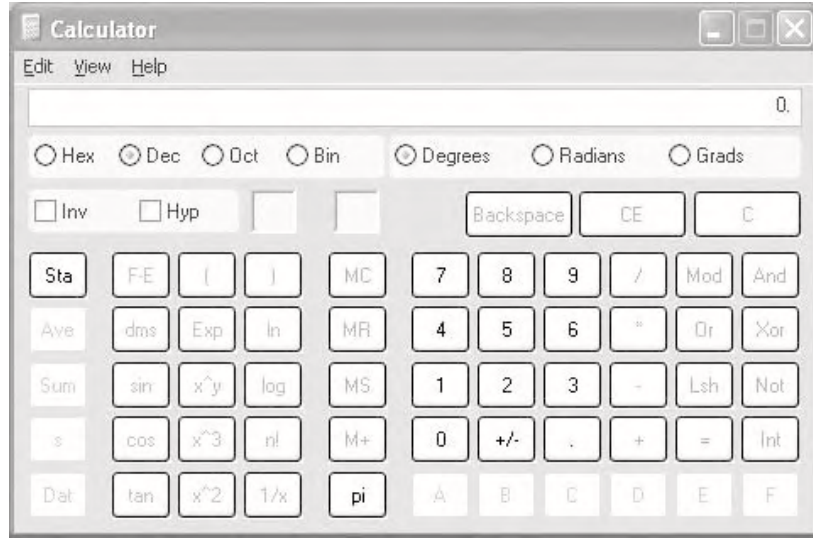 Calculator
Edit View Help
0.
Hex Dec Oct Bin Degrees Radians Grads
Inv Hyp Backspace CE C
Sta F-E ( ) MC 7 8 9 / Mod And
Ave dms Exp ln MR 4 5 6 * Or Xor
Sum sin x^y log MS 1 2 3 - Lsh Not
s cos x^3 n! M+ 0 +/- . + = Int
Dat tan x^2 1/x pi A B C D E F